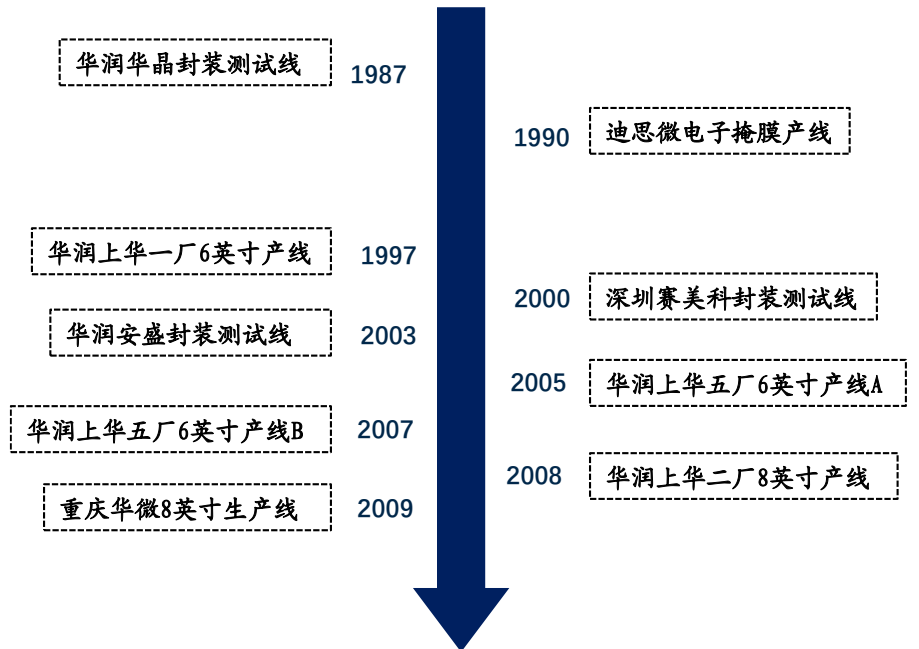 华润华晶封装测试线
1987
1990
迪思微电子掩膜产线
华润上华一厂6英寸产线
1997
2000
深圳赛美科封装测试线
华润安盛封装测试线
2003
2005
华润上华五厂6英寸产线A
华润上华五厂6英寸产线B
2007
2008
华润上华二厂8英寸产线
重庆华微8英寸生产线
2009